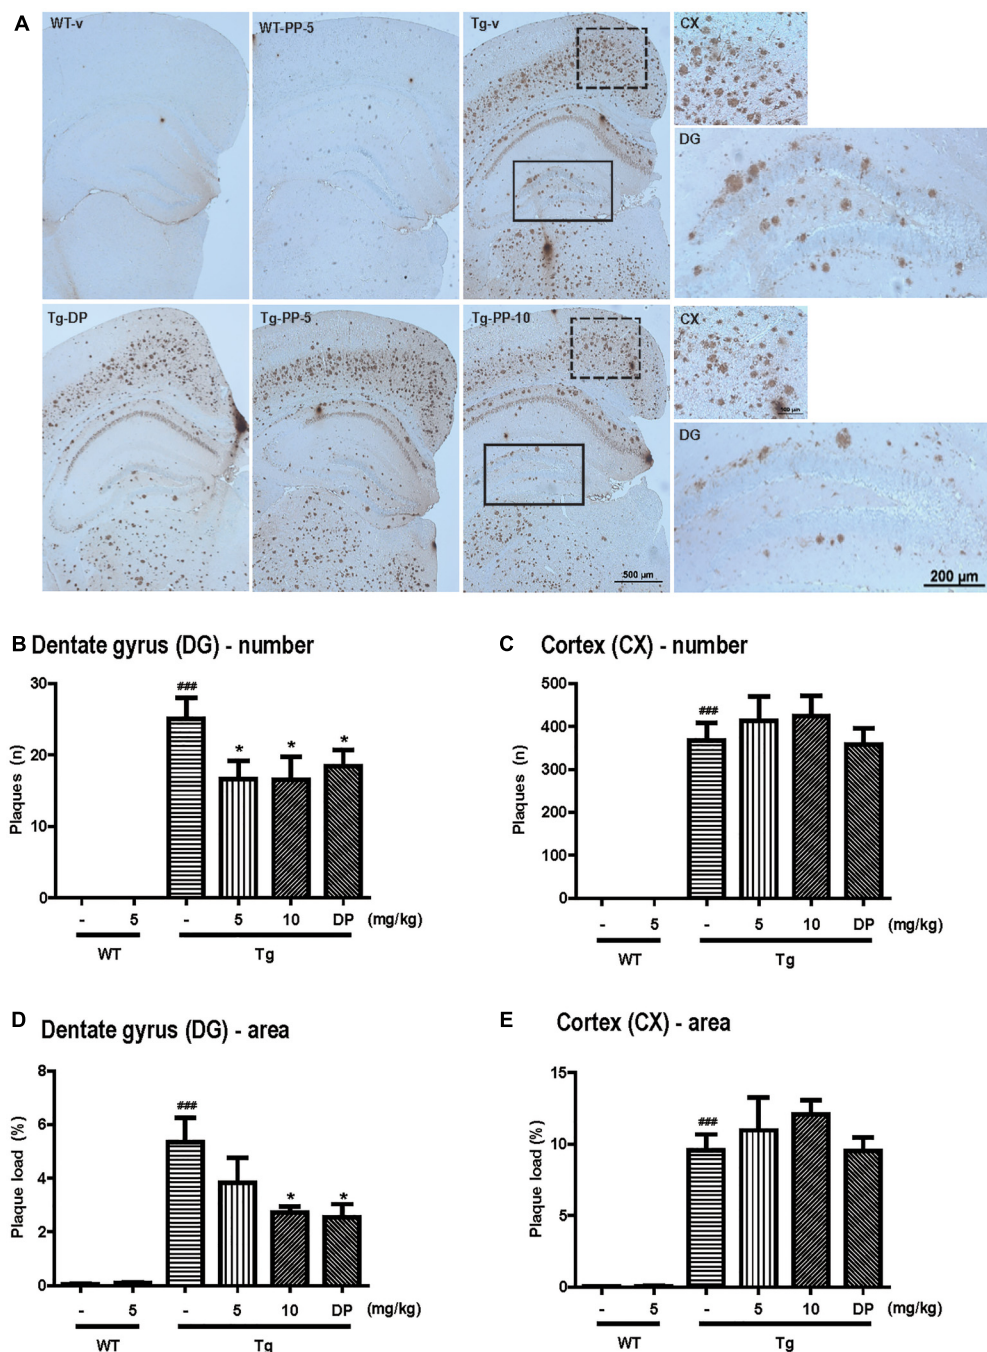 A
WT-v
WT-PP-5
Tg-v
CX
DG
Tg-DP
Tg-PP-5
Tg-PP-10
CX
DG
500 µm
200 µm
B Dentate gyrus (DG) - number
Plaques (n)
30
20
10
0
###
*
*
*
- 5 - 5 10 DP (mg/kg)
WT Tg
C Cortex (CX) - number
Plaques (n)
500
400
300
200
100
0
###
- 5 - 5 10 DP (mg/kg)
WT Tg
D Dentate gyrus (DG) - area
Plaque load (%)
8
6
4
2
0
###
*
*
- 5 - 5 10 DP (mg/kg)
WT Tg
E Cortex (CX) - area
Plaque load (%)
15
10
5
0
###
- 5 - 5 10 DP (mg/kg)
WT Tg